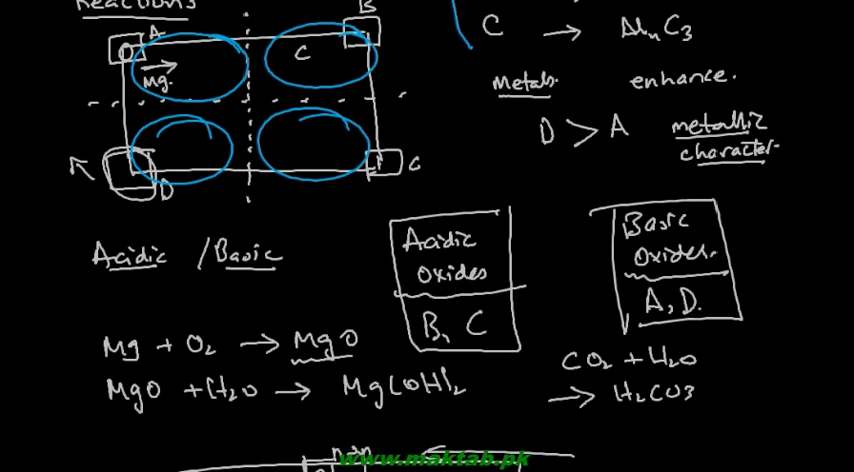 Reactions
A
B
C
Mg.
D
C
C → AlnC3
Metals. enhance.
D > A metallic
character.
Acidic / Basic
Acidic
oxides
B, C
Basic
Oxides.
A, D.
Mg + O2 → MgO
MgO + H2O → Mg(OH)2
CO2 + H2O
→ H2CO3
www.maktab.pk